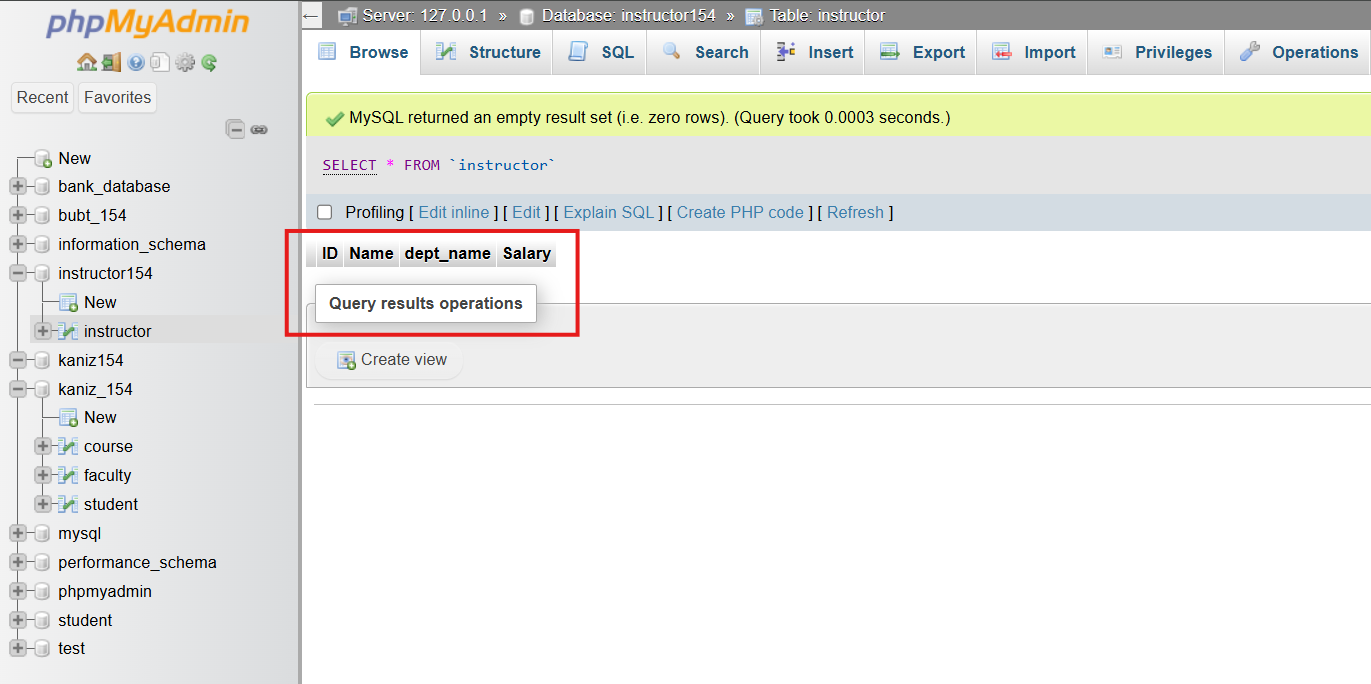 phpMyAdmin
Recent Favorites
New
bank_database
bubt_154
information_schema
instructor154
New
instructor
kaniz154
kaniz_154
New
course
faculty
student
mysql
performance_schema
phpmyadmin
student
test
← Server: 127.0.0.1 » Database: instructor154 » Table: instructor
Browse Structure SQL Search Insert Export Import Privileges Operations
MySQL returned an empty result set (i.e. zero rows). (Query took 0.0003 seconds.)
SELECT * FROM `instructor`
Profiling [ Edit inline ] [ Edit ] [ Explain SQL ] [ Create PHP code ] [ Refresh ]
ID Name dept_name Salary
Query results operations
Create view